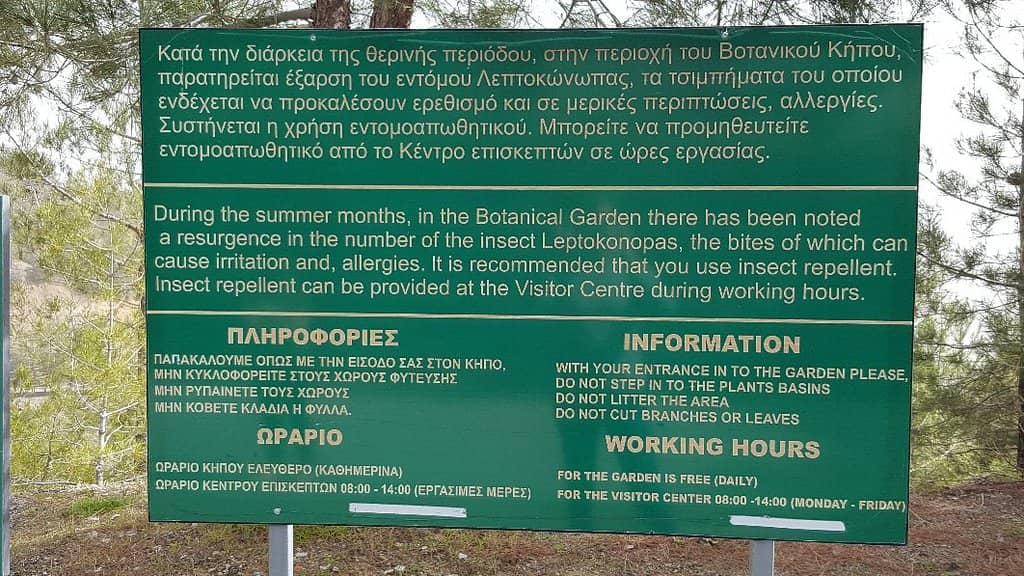 Κατά την διάρκεια της θερινής περιόδου, στην περιοχή του Βοτανικού Κήπου,
παρατηρείται έξαρση του εντόμου Λεπτοκώνωπας, τα τσιμπήματα του οποίου
ενδέχεται να προκαλέσουν ερεθισμό και σε μερικές περιπτώσεις, αλλεργίες.
Συστήνεται η χρήση εντομοαπωθητικού. Μπορείτε να προμηθευτείτε
εντομοαπωθητικό από το Κέντρο επισκεπτών σε ώρες εργασίας.
During the summer months, in the Botanical Garden there has been noted
a resurgence in the number of the insect Leptokonopas, the bites of which can
cause irritation and, allergies. It is recommended that you use insect repellent.
Insect repellent can be provided at the Visitor Centre during working hours.
ΠΛΗΡΟΦΟΡΙΕΣ
ΠΑΠΑΚΑΛΟΥΜΕ ΟΠΩΣ ΜΕ ΤΗΝ ΕΙΣΟΔΟ ΣΑΣ ΣΤΟΝ ΚΗΠΟ,
ΜΗΝ ΚΥΚΛΟΦΟΡΕΙΤΕ ΣΤΟΥΣ ΧΩΡΟΥΣ ΦΥΤΕΥΣΗΣ
ΜΗΝ ΡΥΠΑΙΝΕΤΕ ΤΟΥΣ ΧΩΡΟΥΣ
ΜΗΝ ΚΟΒΕΤΕ ΚΛΑΔΙΑ Η ΦΥΛΛΑ.
ΩΡΑΡΙΟ
ΩΡΑΡΙΟ ΚΗΠΟΥ ΕΛΕΥΘΕΡΟ (ΚΑΘΗΜΕΡΙΝΑ)
ΩΡΑΡΙΟ ΚΕΝΤΡΟΥ ΕΠΙΣΚΕΠΤΩΝ 08:00 - 14:00 (ΕΡΓΑΣΙΜΕΣ ΜΕΡΕΣ)
INFORMATION
WITH YOUR ENTRANCE IN TO THE GARDEN PLEASE,
DO NOT STEP IN TO THE PLANTS BASINS
DO NOT LITTER THE AREA
DO NOT CUT BRANCHES OR LEAVES
WORKING HOURS
FOR THE GARDEN IS FREE (DAILY)
FOR THE VISITOR CENTER 08:00 -14:00 (MONDAY - FRIDAY)